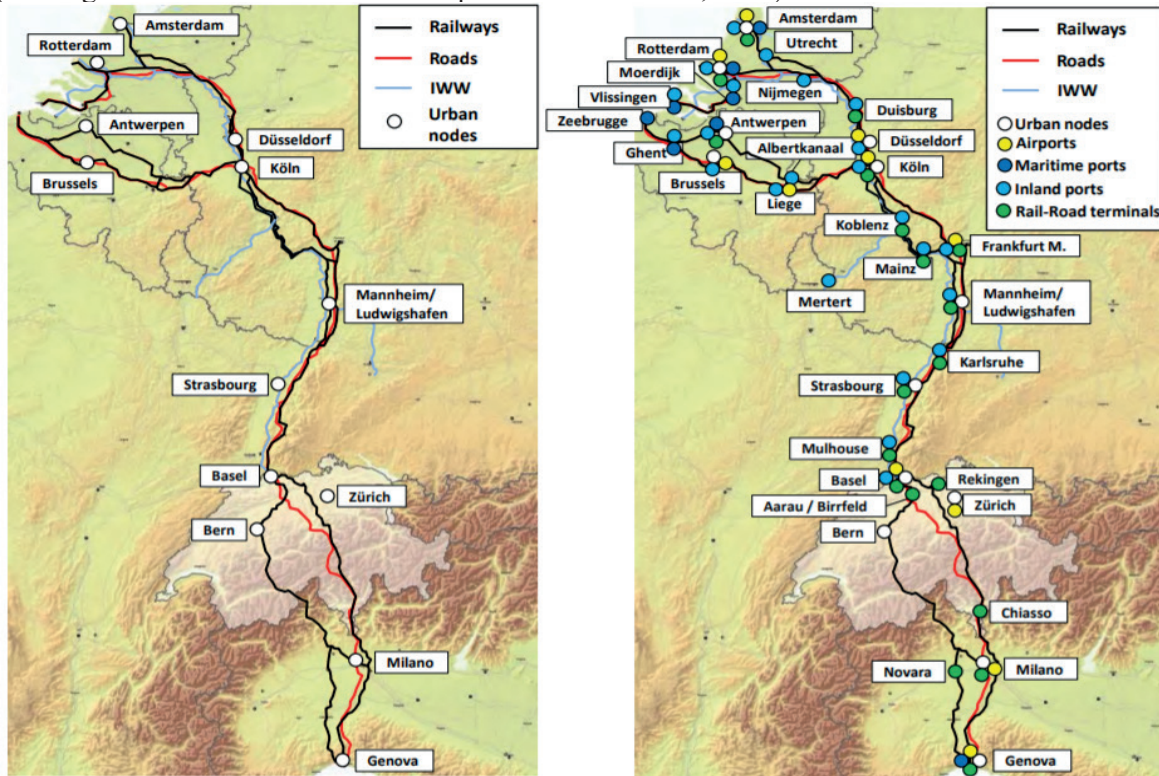 Amsterdam
Rotterdam
Antwerpen
Brussels
Düsseldorf
Köln
Mannheim/
Ludwigshafen
Strasbourg
Basel
Zürich
Bern
Milano
Genova
Railways
Roads
IWW
Urban
nodes
Amsterdam
Utrecht
Rotterdam
Moerdijk
Nijmegen
Vlissingen
Zeebrugge
Duisburg
Antwerpen
Düsseldorf
Albertkanaal
Ghent
Köln
Brussels
Liege
Koblenz
Frankfurt M.
Mainz
Mertert
Mannheim/
Ludwigshafen
Karlsruhe
Strasbourg
Mulhouse
Basel
Rekingen
Aarau / Birrfeld
Zürich
Bern
Chiasso
Novara
Milano
Genova
Railways
Roads
IWW
Urban nodes
Airports
Maritime ports
Inland ports
Rail-Road terminals